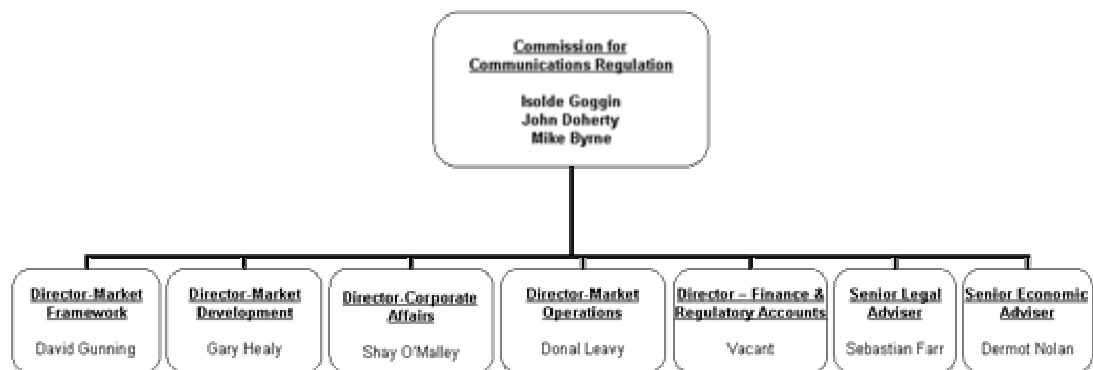 Commission for
Communications Regulation
Isolde Goggin
John Doherty
Mike Byrne
Director-Market
Framework
David Gunning
Director-Market
Development
Gary Healy
Director-Corporate
Affairs
Shay O'Malley
Director-Market
Operations
Donal Leavy
Director – Finance &
Regulatory Accounts
Vacant
Senior Legal
Adviser
Sebastian Farr
Senior Economic
Adviser
Dermot Nolan